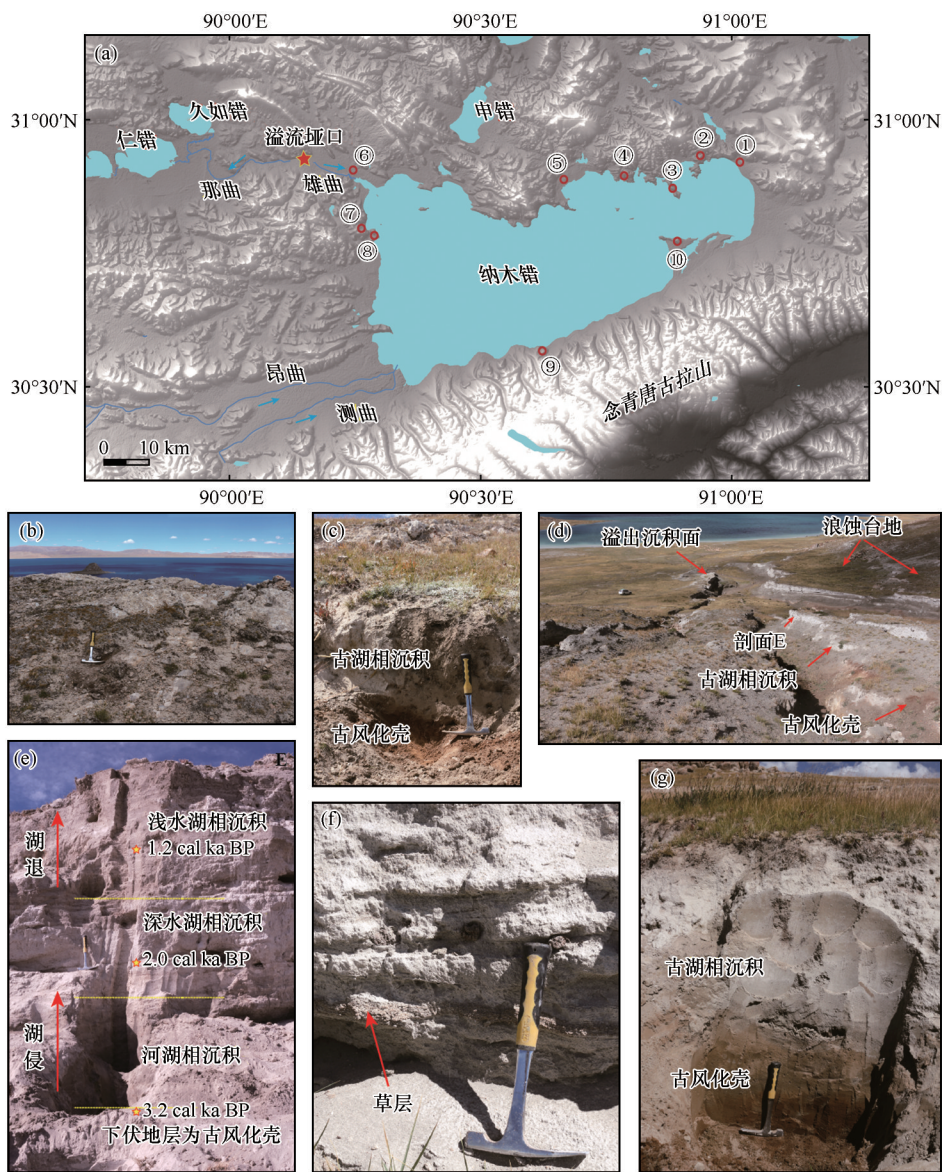 90°00′E
90°30′E
91°00′E
(a)
31°00′N
31°00′N
久如错
申错
仁错
溢流垭口
②
①
⑥
⑤
④
③
那曲
雄曲
⑦
⑧
⑩
纳木错
⑨
30°30′N
30°30′N
昂曲
测曲
念青唐古拉山
0
10 km
90°00′E
90°30′E
91°00′E
(b)
(c)
古湖相沉积
古风化壳
(d)
溢出沉积面
浪蚀台地
剖面E
古湖相沉积
古风化壳
(e)
E
浅水湖相沉积
湖退
1.2 cal ka BP
深水湖相沉积
2.0 cal ka BP
湖侵
河湖相沉积
3.2 cal ka BP
下伏地层为古风化壳
(f)
草层
(g)
古湖相沉积
古风化壳